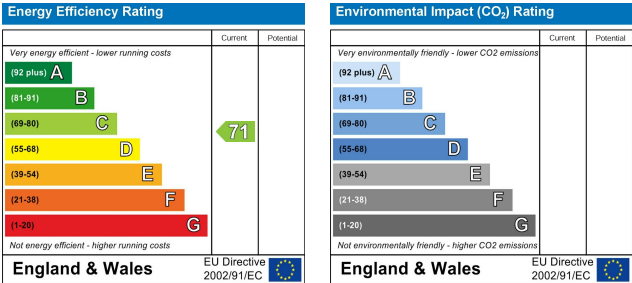 Energy Efficiency Rating
Current Potential
Very energy efficient - lower running costs
(92 plus) A
(81-91) B
(69-80) C
71
(55-68) D
(39-54) E
(21-38) F
(1-20) G
Not energy efficient - higher running costs
England & Wales
EU Directive
2002/91/EC
Environmental Impact (CO₂) Rating
Current Potential
Very environmentally friendly - lower CO2 emissions
(92 plus) A
(81-91) B
(69-80) C
(55-68) D
(39-54) E
(21-38) F
(1-20) G
Not environmentally friendly - higher CO2 emissions
England & Wales
EU Directive
2002/91/EC